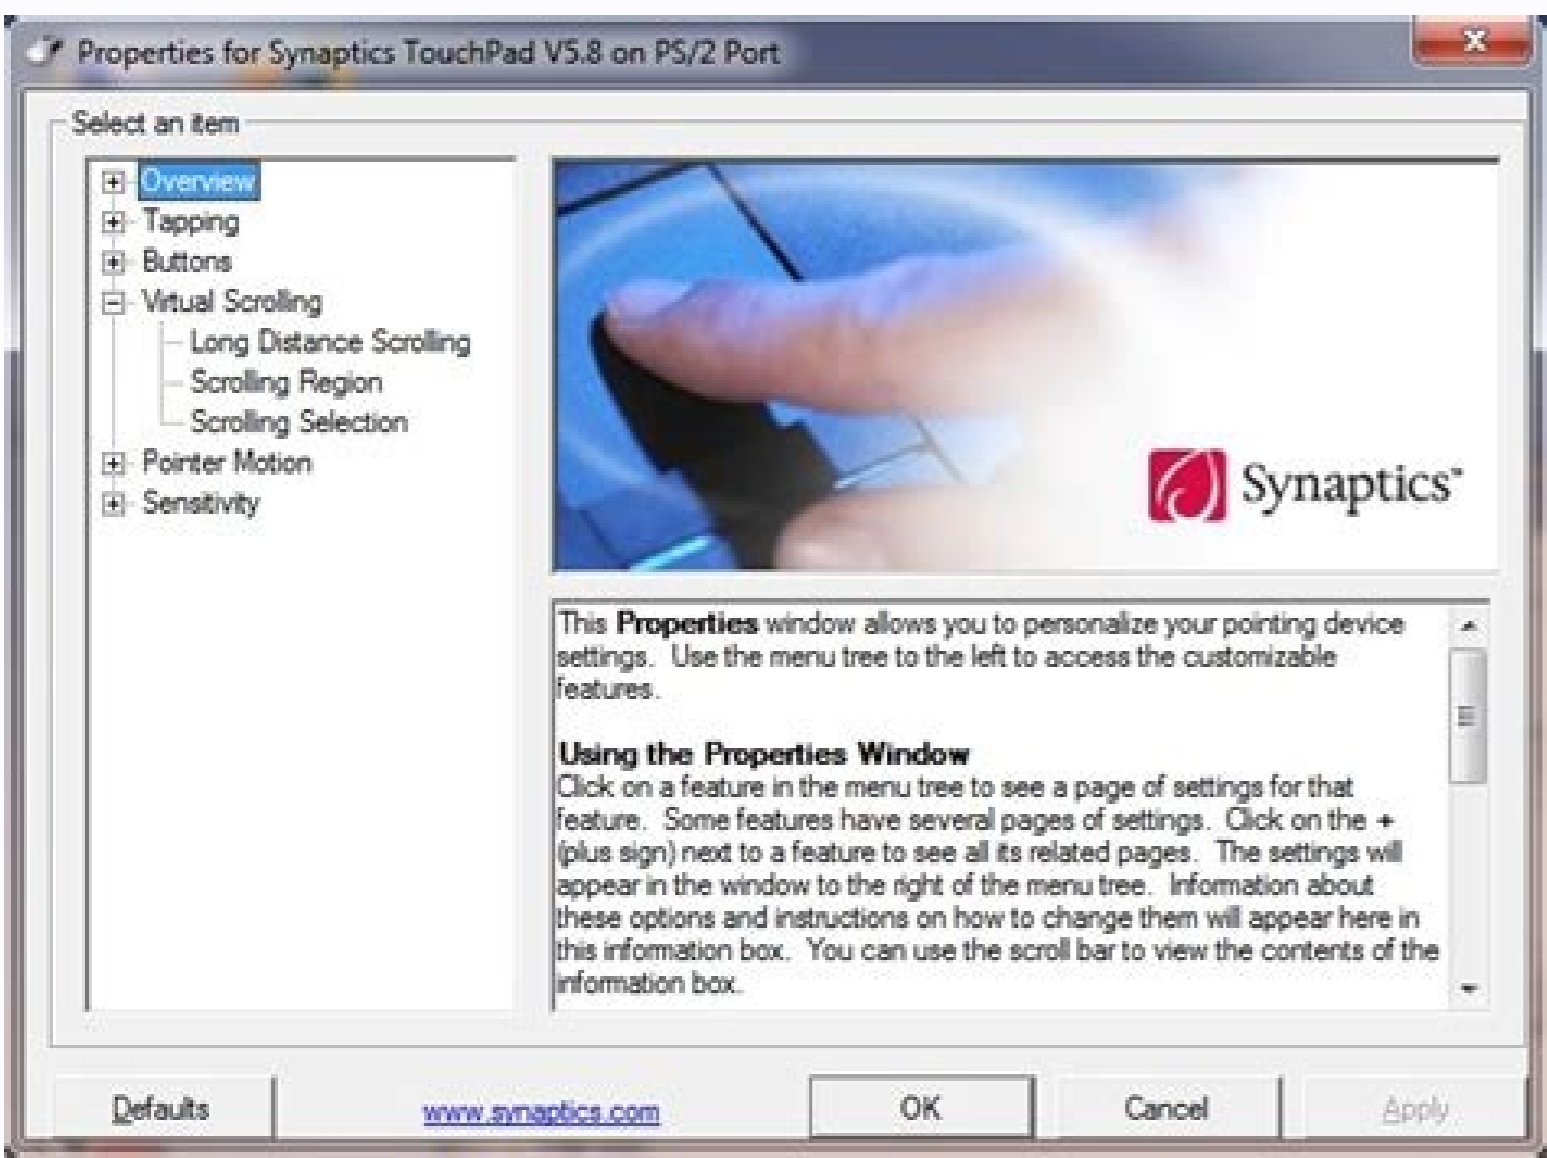 Properties for Synaptics TouchPad V5.8 on PS/2 Port
x
Select an item
Overview
Tapping
Buttons
Virtual Scrolling
Long Distance Scrolling
Scrolling Region
Scrolling Selection
Pointer Motion
Sensitivity
Synaptics™
This Properties window allows you to personalize your pointing device
settings. Use the menu tree to the left to access the customizable
features.
Using the Properties Window
Click on a feature in the menu tree to see a page of settings for that
feature. Some features have several pages of settings. Click on the +
(plus sign) next to a feature to see all its related pages. The settings will
appear in the window to the right of the menu tree. Information about
these options and instructions on how to change them will appear here in
this information box. You can use the scroll bar to view the contents of the
information box.
Defaults
www.synaptics.com
OK
Cancel
Apply